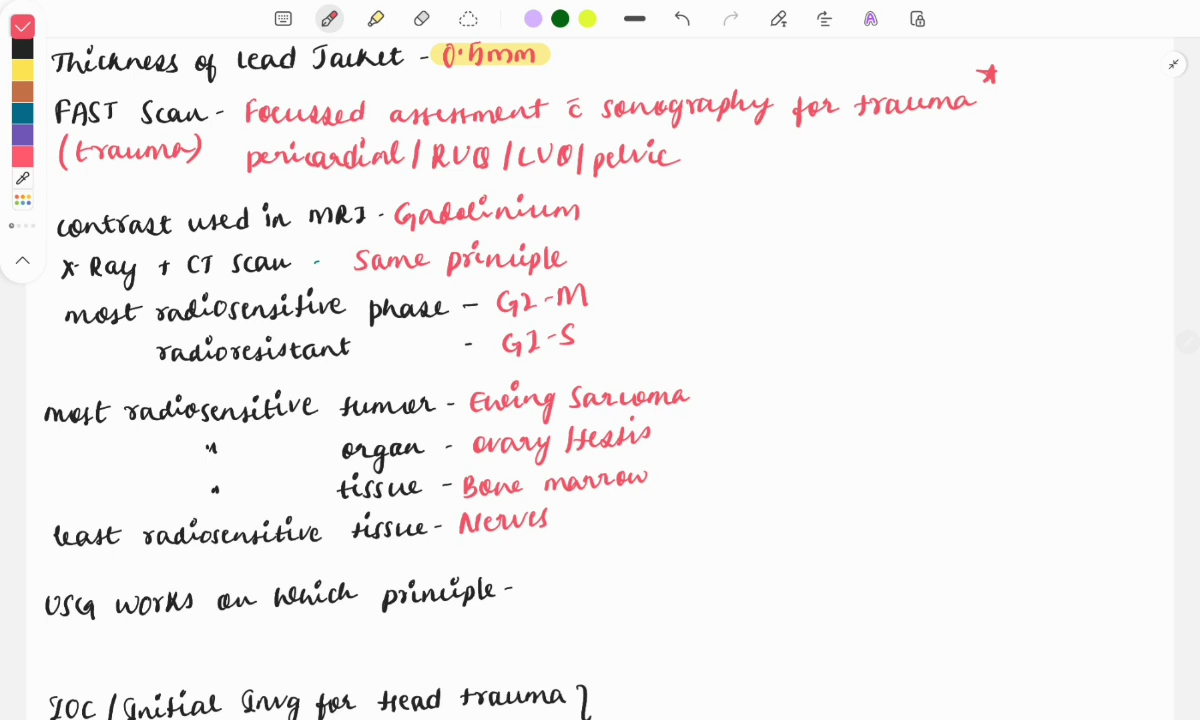 Thickness of Lead Jacket - 0.5mm
FAST Scan - Focussed assessment c̄ sonography for trauma
(trauma) pericardial / RUQ / LUQ / pelvic
contrast used in MRI - Gadolinium
X-Ray + CT scan - Same principle
most radiosensitive phase - G2-M
radioresistant - G1-S
most radiosensitive tumor - Ewing Sarcoma
" organ - ovary / testis
" tissue - Bone marrow
least radiosensitive tissue - Nerves
USG works on which principle -
IOC / Initial Invg for Head trauma